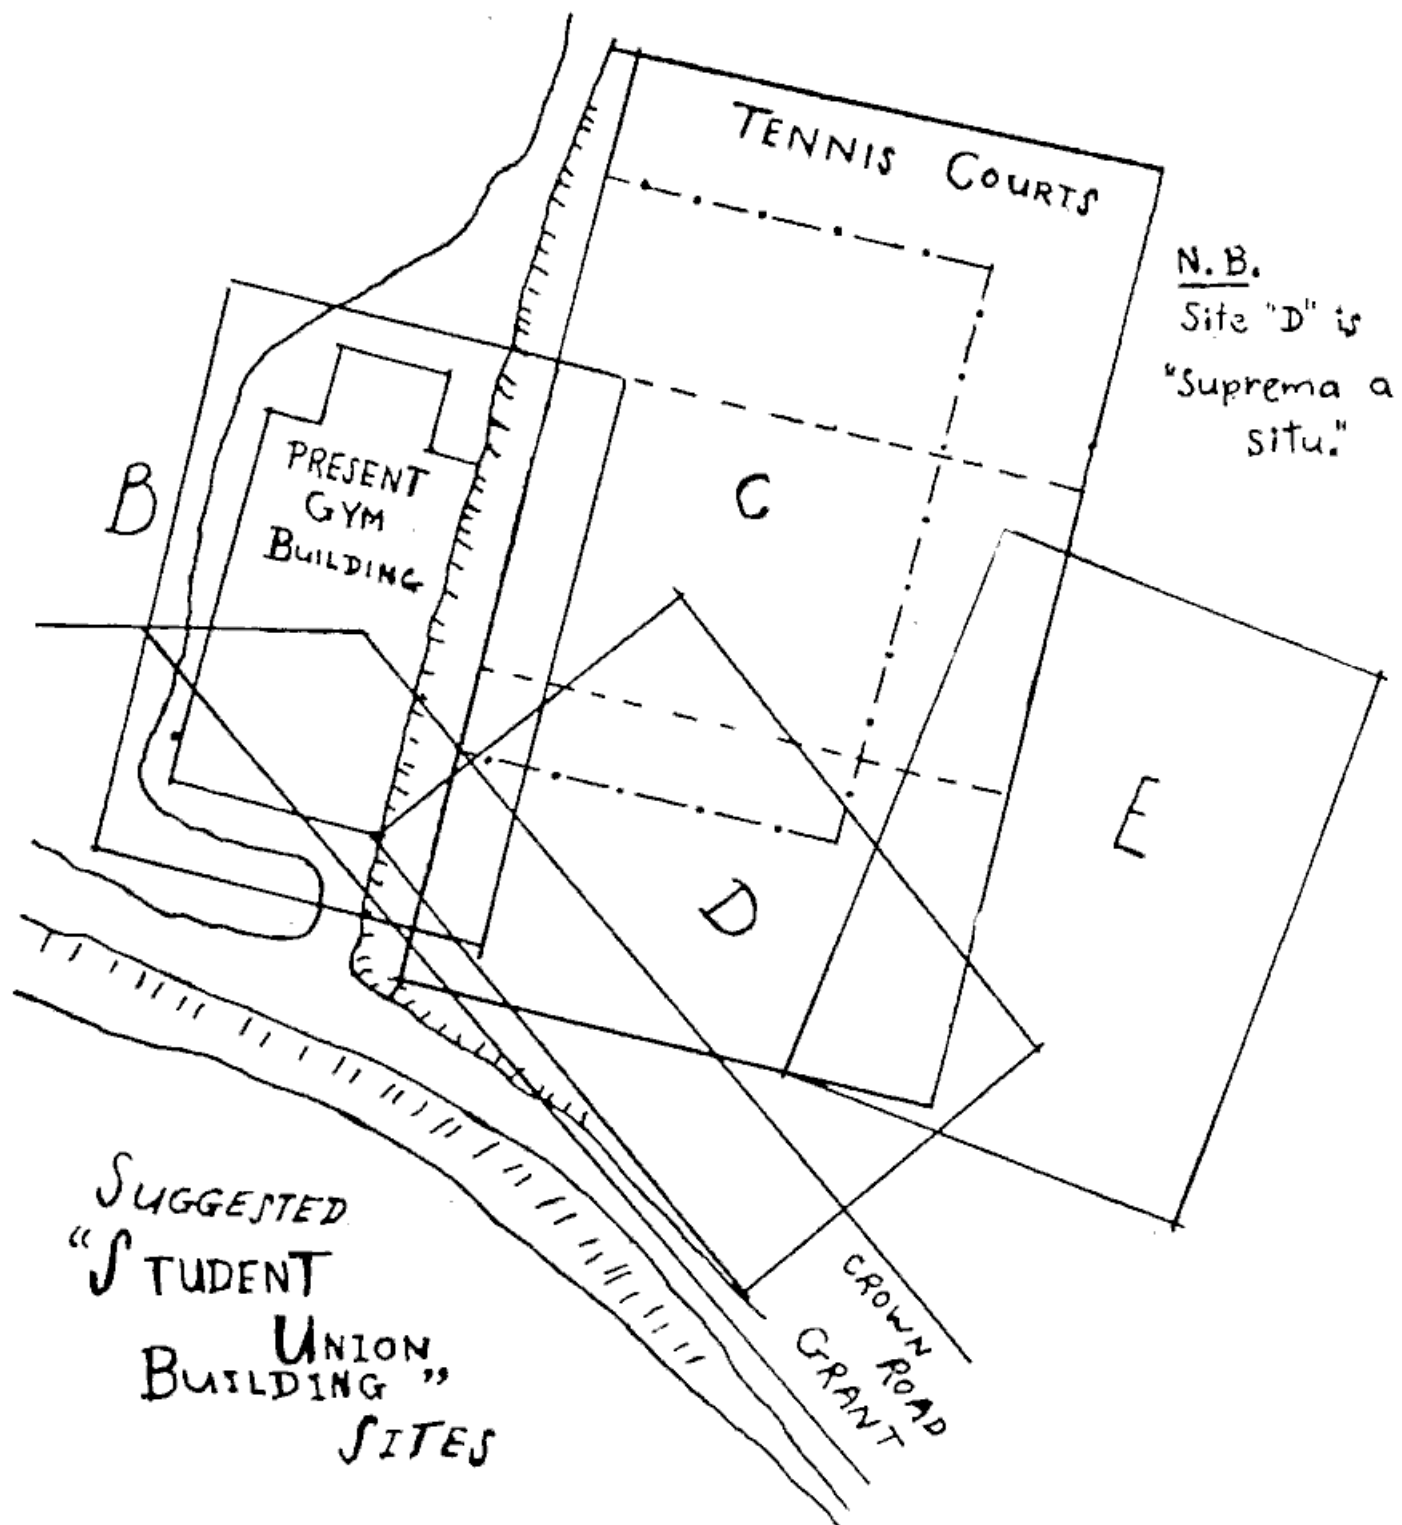 TENNIS COURTS
N.B.
Site "D" is
"Suprema a
situ."
B
PRESENT
GYM
BUILDING
C
E
D
SUGGESTED
"STUDENT
UNION
BUILDING"
SITES
CROWN
ROAD
GRANT